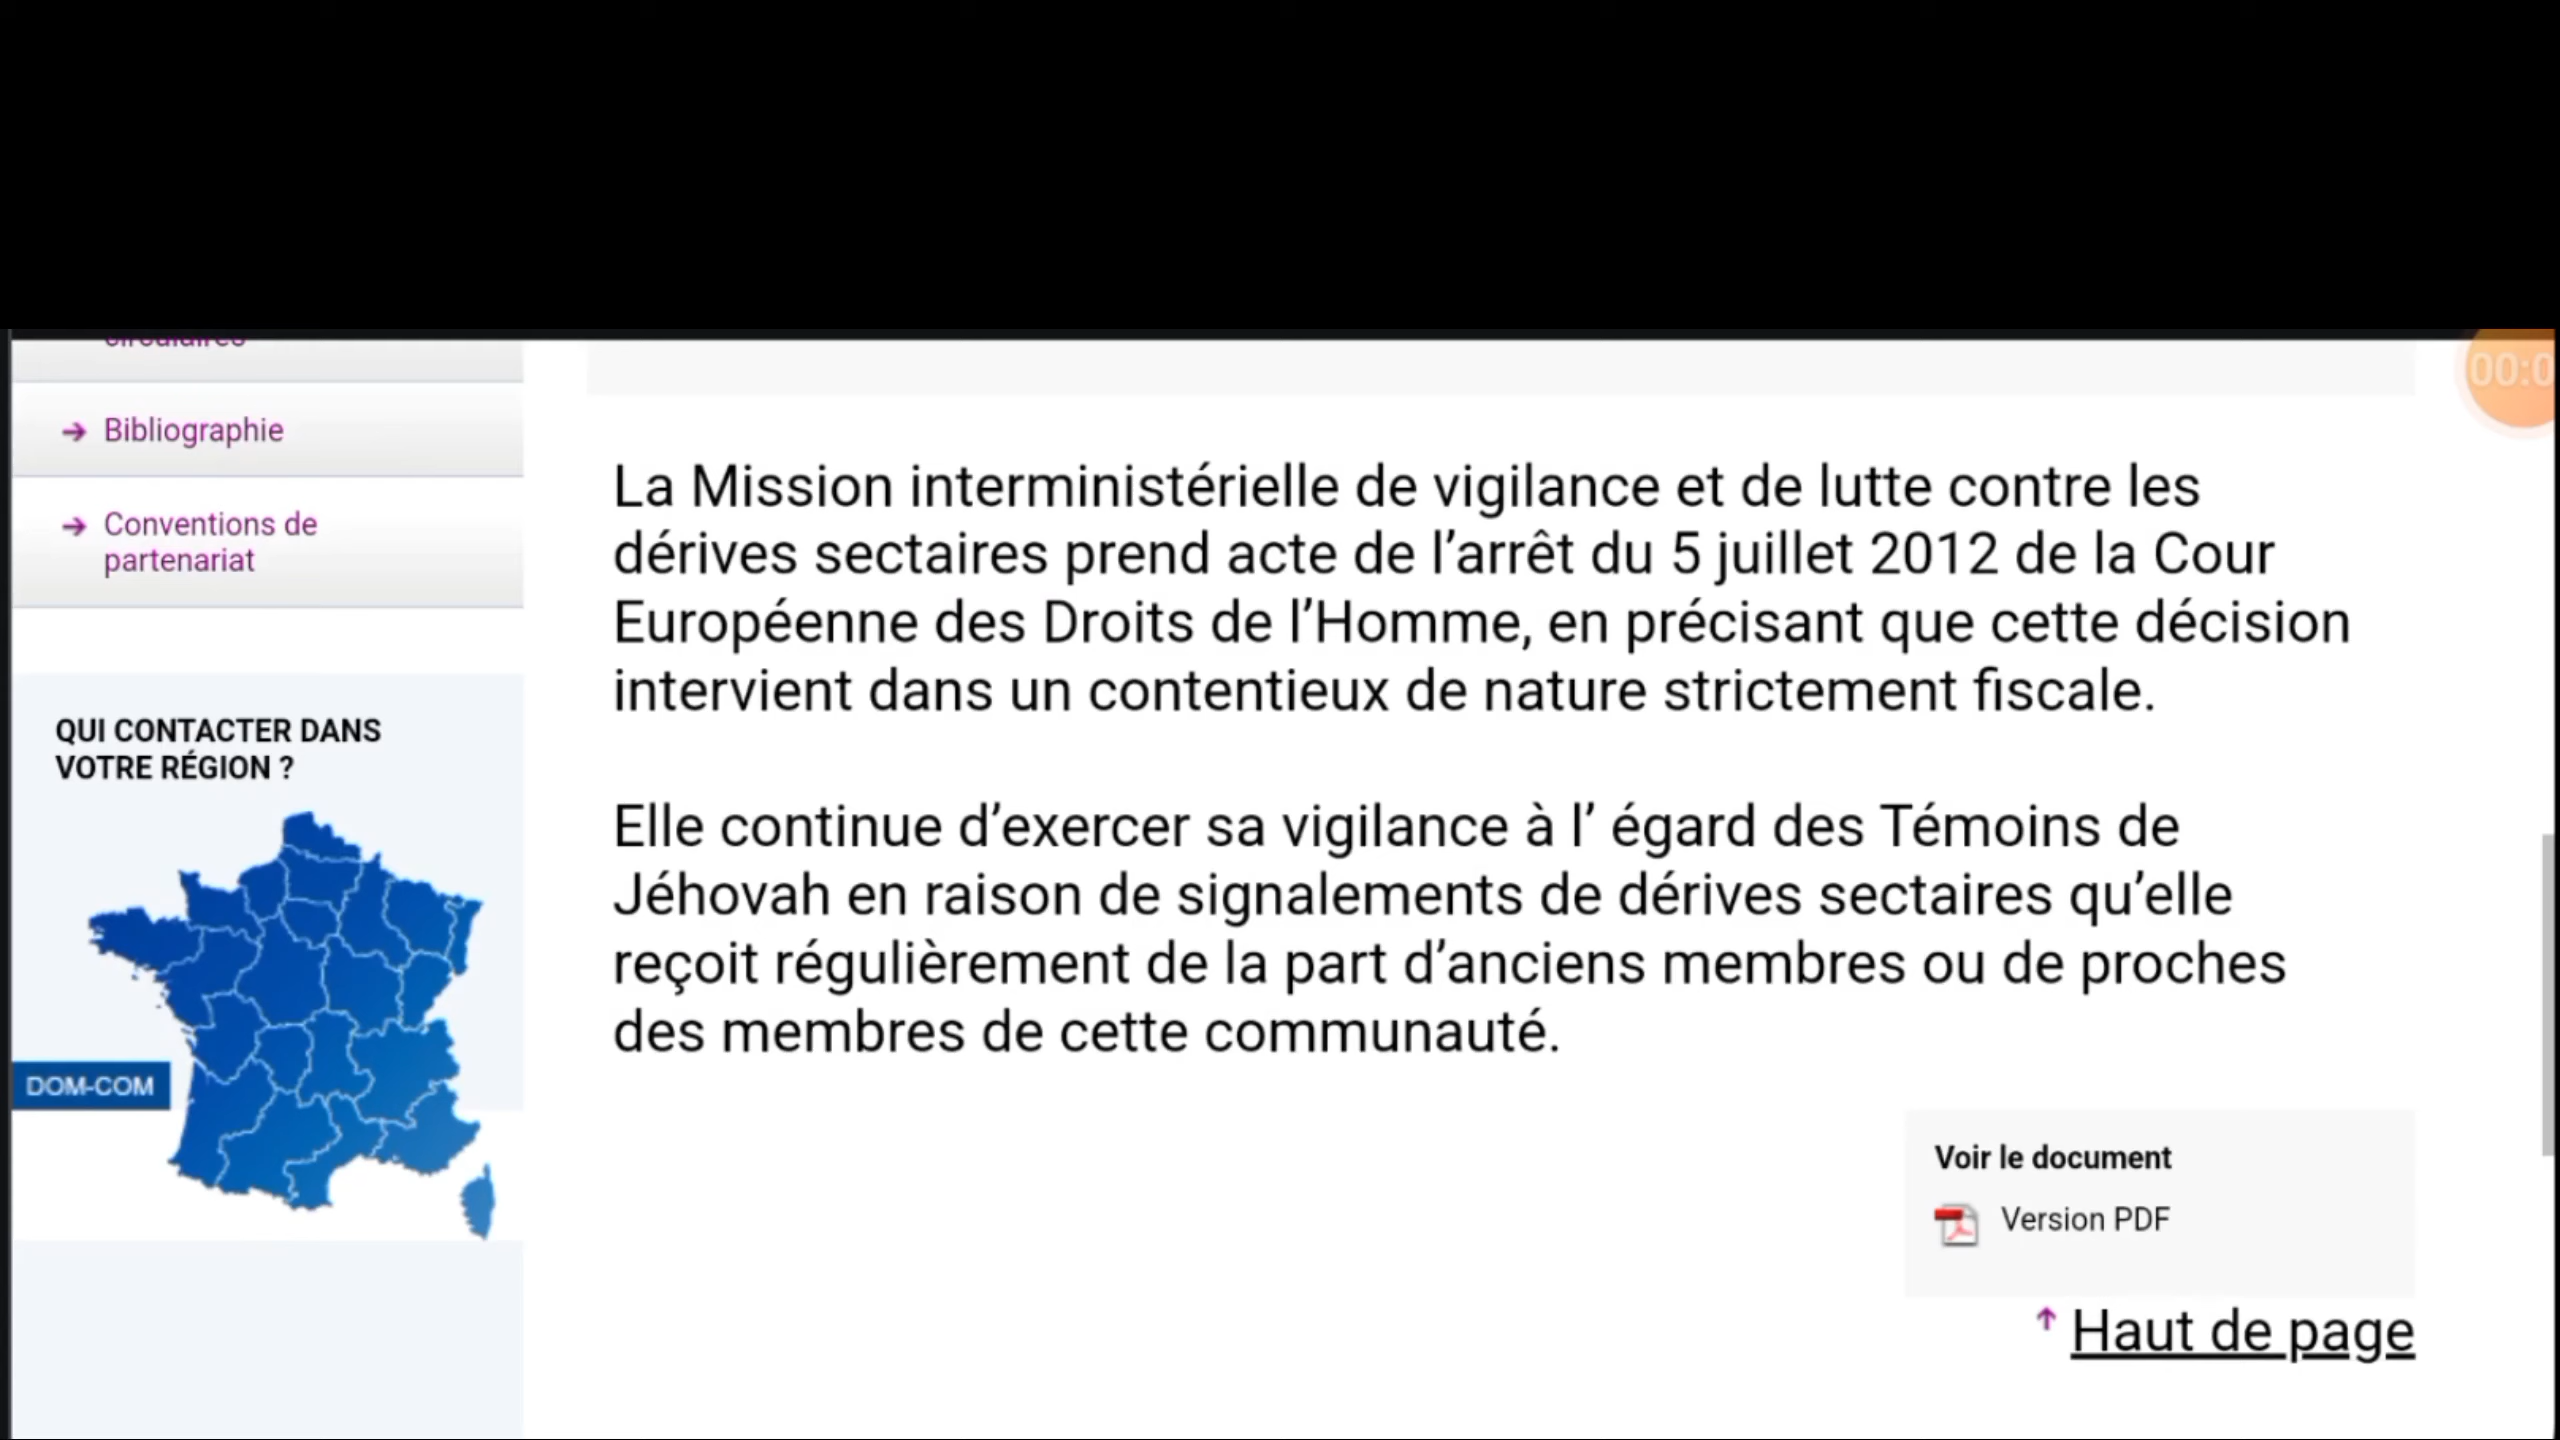 circulaires
Bibliographie
Conventions de
partenariat
QUI CONTACTER DANS
VOTRE RÉGION ?
DOM-COM
00:0
La Mission interministérielle de vigilance et de lutte contre les
dérives sectaires prend acte de l’arrêt du 5 juillet 2012 de la Cour
Européenne des Droits de l’Homme, en précisant que cette décision
intervient dans un contentieux de nature strictement fiscale.
Elle continue d’exercer sa vigilance à l’ égard des Témoins de
Jéhovah en raison de signalements de dérives sectaires qu’elle
reçoit régulièrement de la part d’anciens membres ou de proches
des membres de cette communauté.
Voir le document
Version PDF
Haut de page